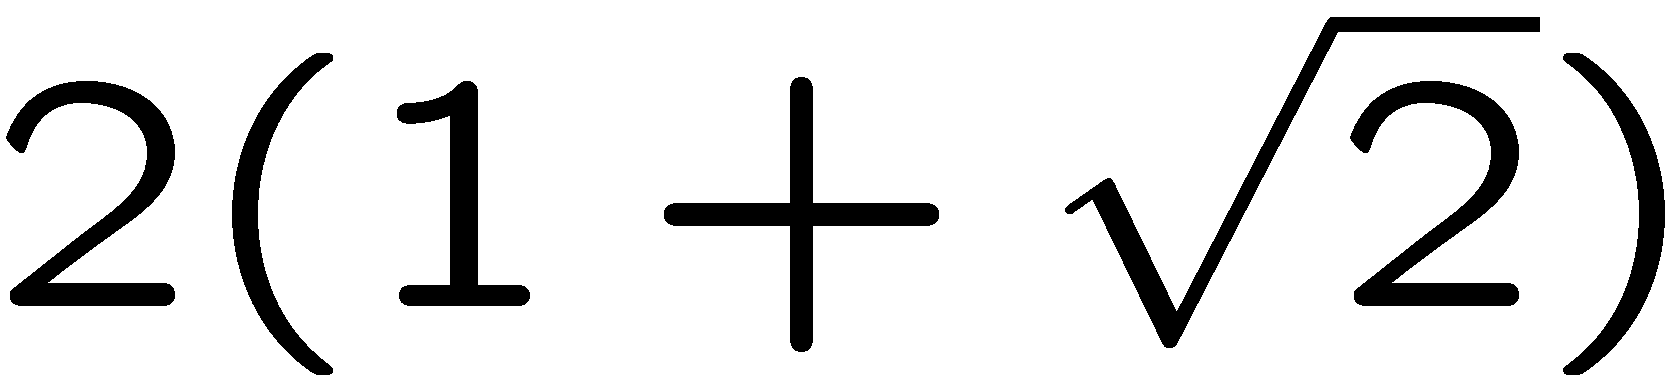 2(1 + √2)